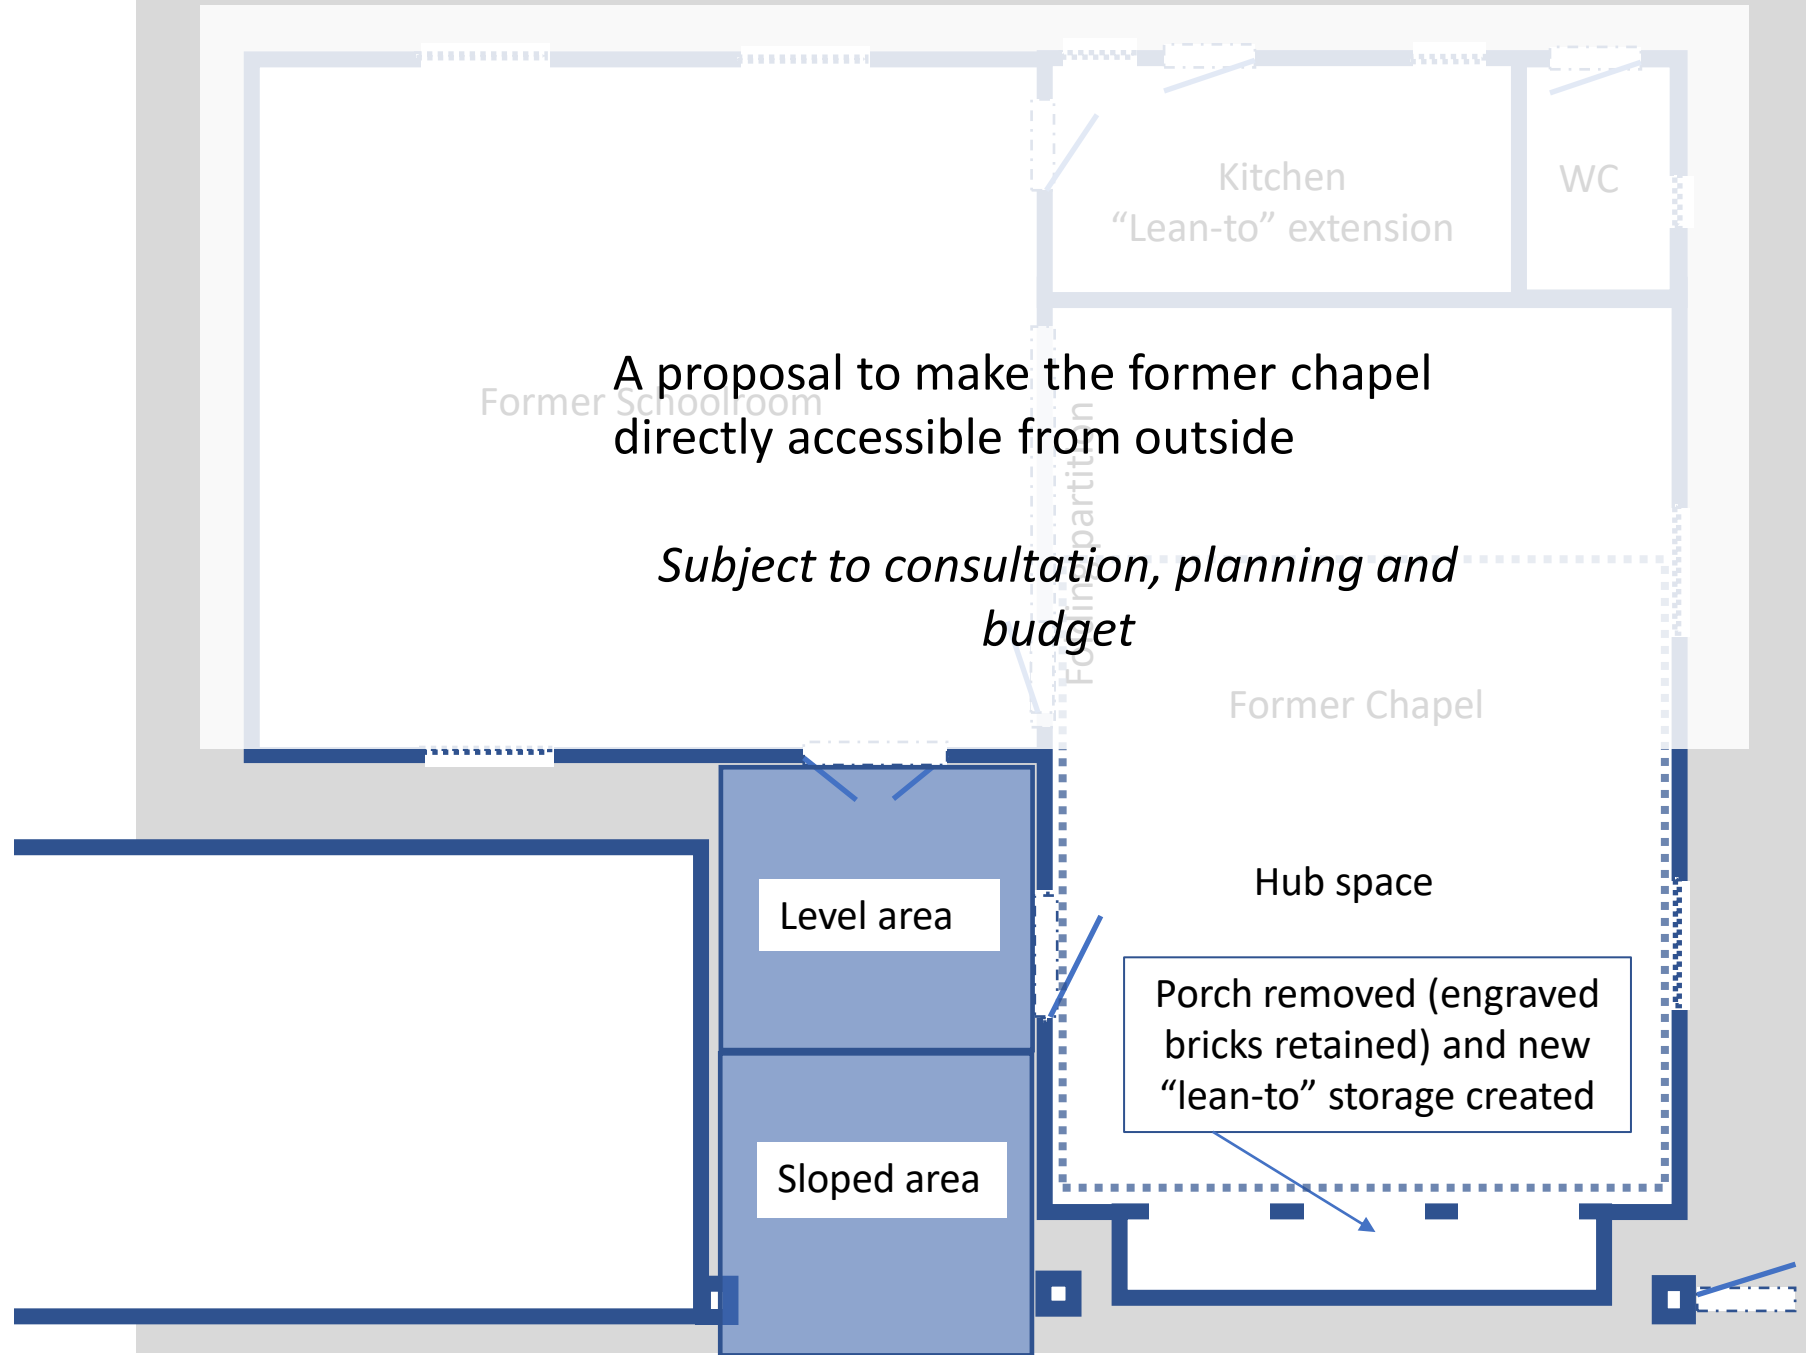 Kitchen
“Lean-to” extension
WC
Former Schoolroom
A proposal to make the former chapel
directly accessible from outside
Folding partition
Subject to consultation, planning and
budget
Former Chapel
Hub space
Level area
Porch removed (engraved
bricks retained) and new
“lean-to” storage created
Sloped area